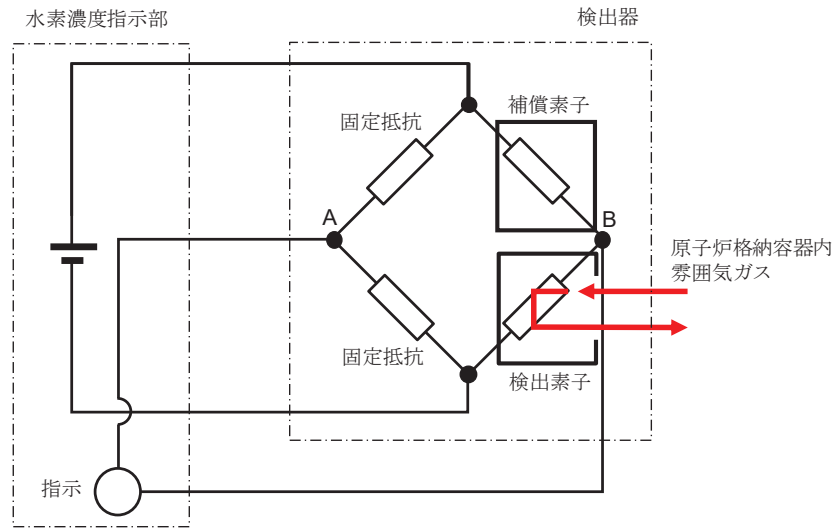 水素濃度指示部
検出器
固定抵抗
補償素子
A
B
原子炉格納容器内
雰囲気ガス
固定抵抗
検出素子
指示